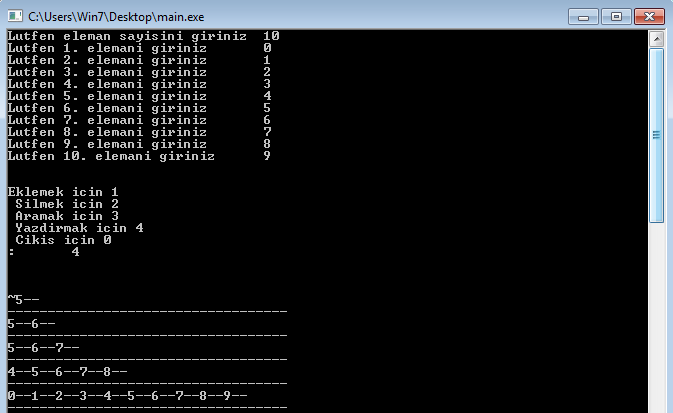 C:\Users\Win7\Desktop\main.exe
Lutfen eleman sayisini giriniz  10
Lutfen 1. elemani giriniz       0
Lutfen 2. elemani giriniz       1
Lutfen 3. elemani giriniz       2
Lutfen 4. elemani giriniz       3
Lutfen 5. elemani giriniz       4
Lutfen 6. elemani giriniz       5
Lutfen 7. elemani giriniz       6
Lutfen 8. elemani giriniz       7
Lutfen 9. elemani giriniz       8
Lutfen 10. elemani giriniz      9
Eklemek icin 1
Silmek icin 2
Aramak icin 3
Yazdirmak icin 4
Cikis icin 0
:       4
~5--
-----------------------------------
5--6--
-----------------------------------
5--6--7--
-----------------------------------
4--5--6--7--8--
-----------------------------------
0--1--2--3--4--5--6--7--8--9--
-----------------------------------